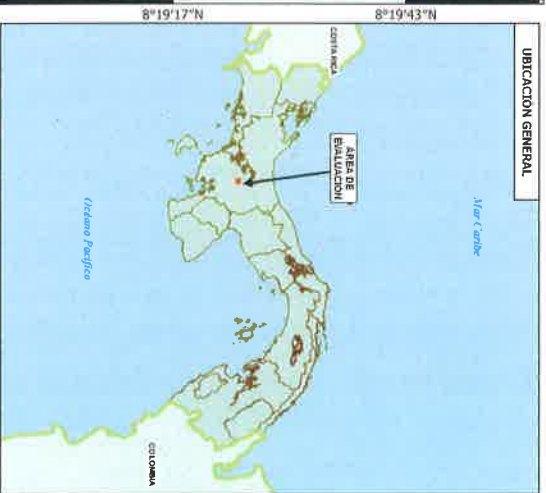 8°19'17"N
8°19'43"N
UBICACIÓN GENERAL
COSTA RICA
ÁREA DE
EVALUACIÓN
Mar Caribe
Océano Pacífico
COLOMBIA